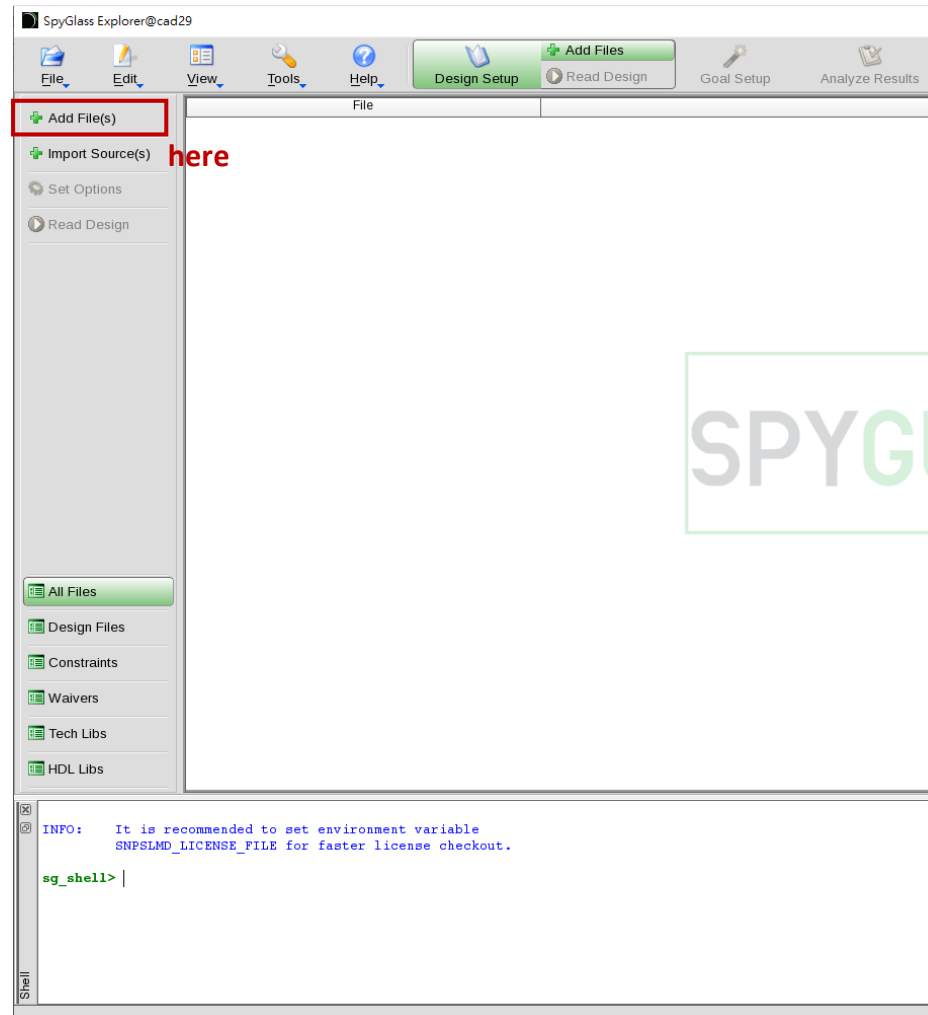 SpyGlass Explorer@cad29
File Edit View Tools Help Design Setup Add Files Read Design Goal Setup Analyze Results
Add File(s)
File
Import Source(s)
here
Set Options
Read Design
All Files
Design Files
Constraints
Waivers
Tech Libs
HDL Libs
INFO: It is recommended to set environment variable
SNPSLMD_LICENSE_FILE for faster license checkout.
sg_shell>
Shell